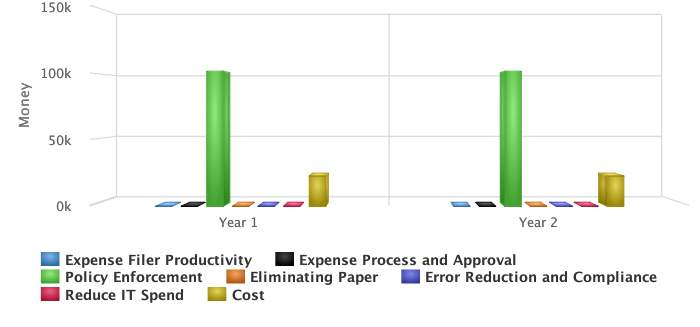 150k
100k
50k
0k
Money
Year 1 Year 2
Expense Filer Productivity Expense Process and Approval
Policy Enforcement Eliminating Paper Error Reduction and Compliance
Reduce IT Spend Cost